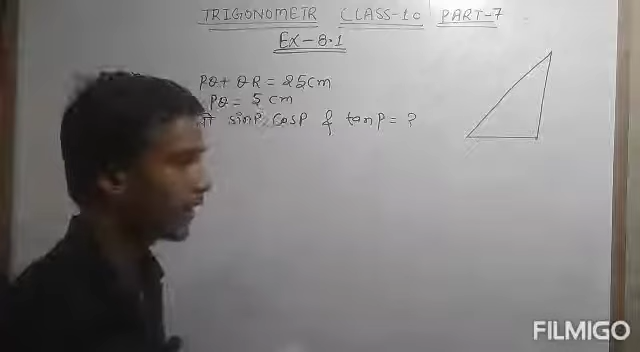 TRIGONOMETR CLASS-10 PART-7
EX-8.1
PQ+ QR = 25cm
PQ = 5 cm
तो sinP, CosP & tanP = ?
FILMIGO